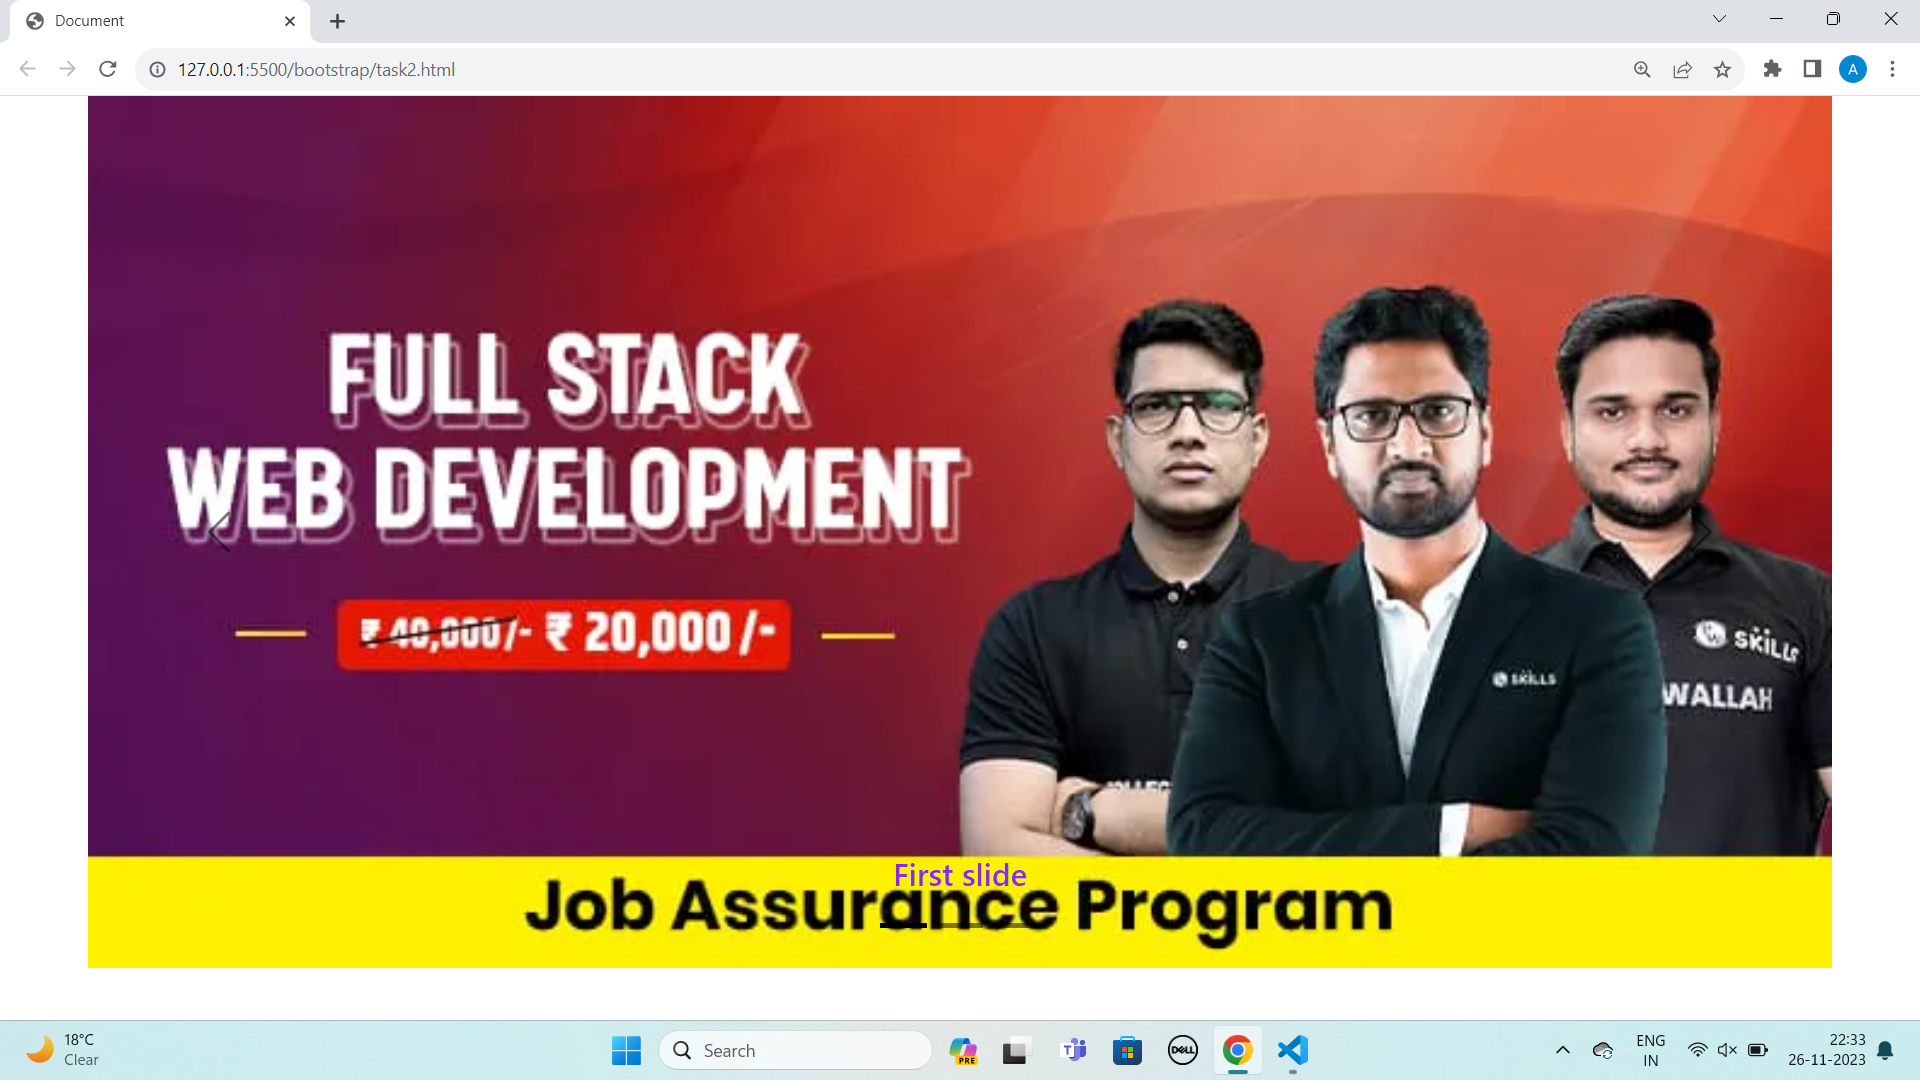 Document
127.0.0.1:5500/bootstrap/task2.html
A
FULL STACK
WEB DEVELOPMENT
₹ 40,000/- ₹ 20,000/-
SKILLS
WALLAH
SKILLS
First slide
Job Assurance Program
18°C
Clear
Search
PRE
DELL
ENG
IN
22:33
26-11-2023